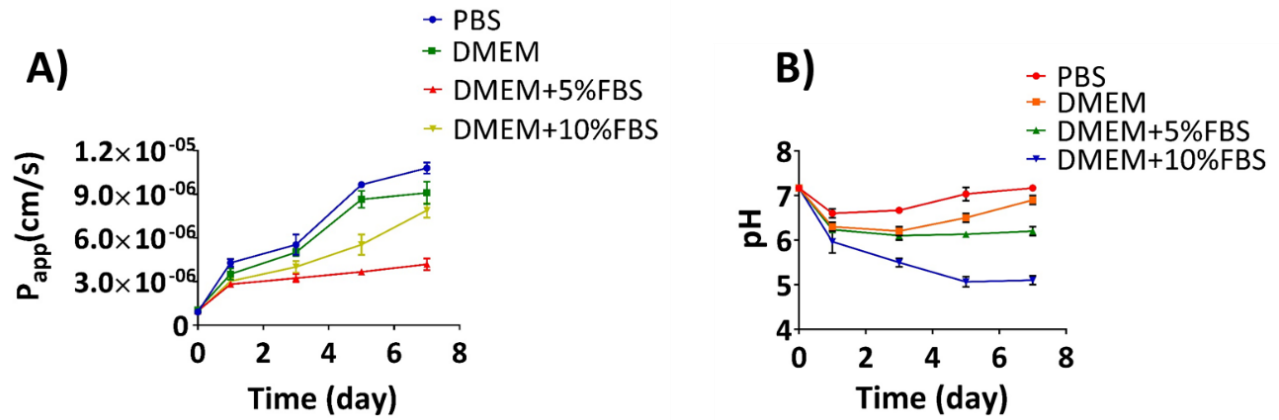 A)
PBS
DMEM
DMEM+5%FBS
DMEM+10%FBS
1.2×10⁻⁰⁵
9.0×10⁻⁰⁶
6.0×10⁻⁰⁶
3.0×10⁻⁰⁶
0
Papp(cm/s)
0 2 4 6 8
Time (day)
B)
PBS
DMEM
DMEM+5%FBS
DMEM+10%FBS
8
7
6
5
4
pH
0 2 4 6 8
Time (day)